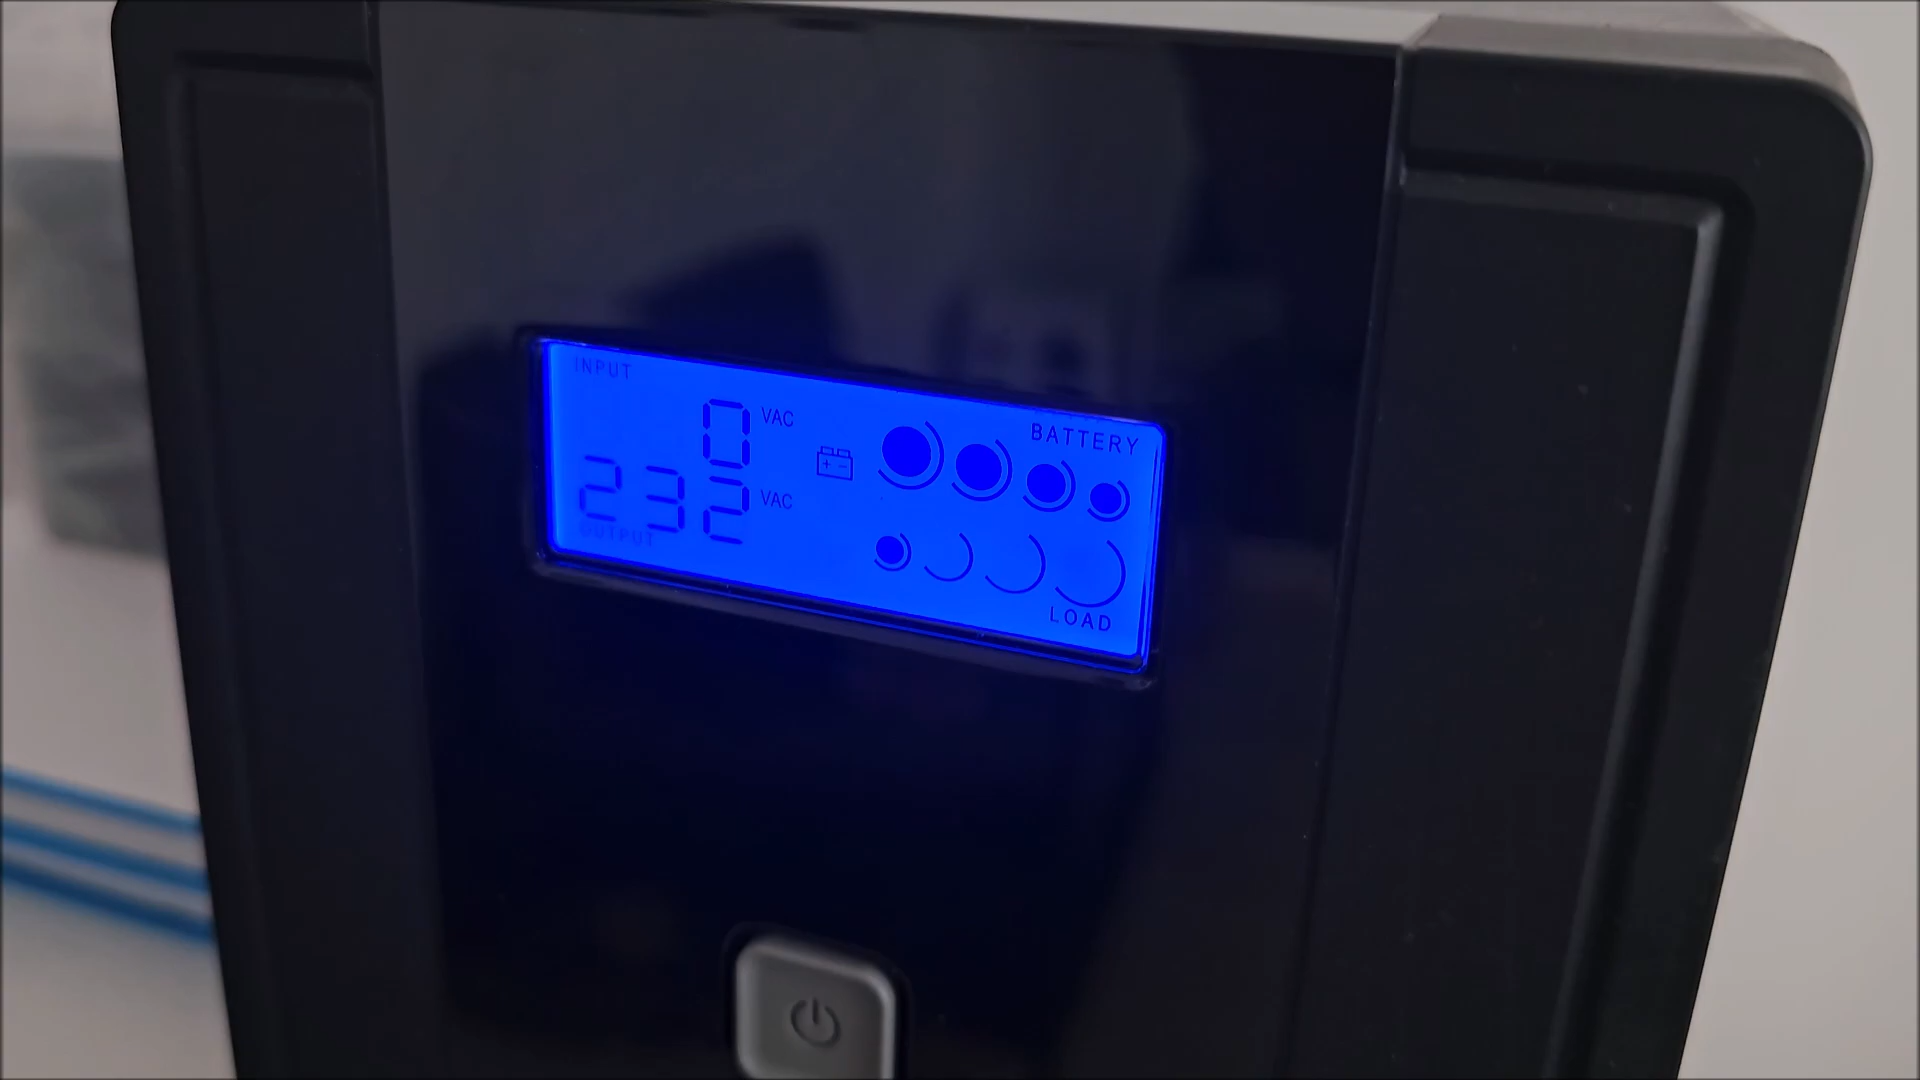 INPUT
0 VAC
BATTERY
232 VAC
OUTPUT
LOAD